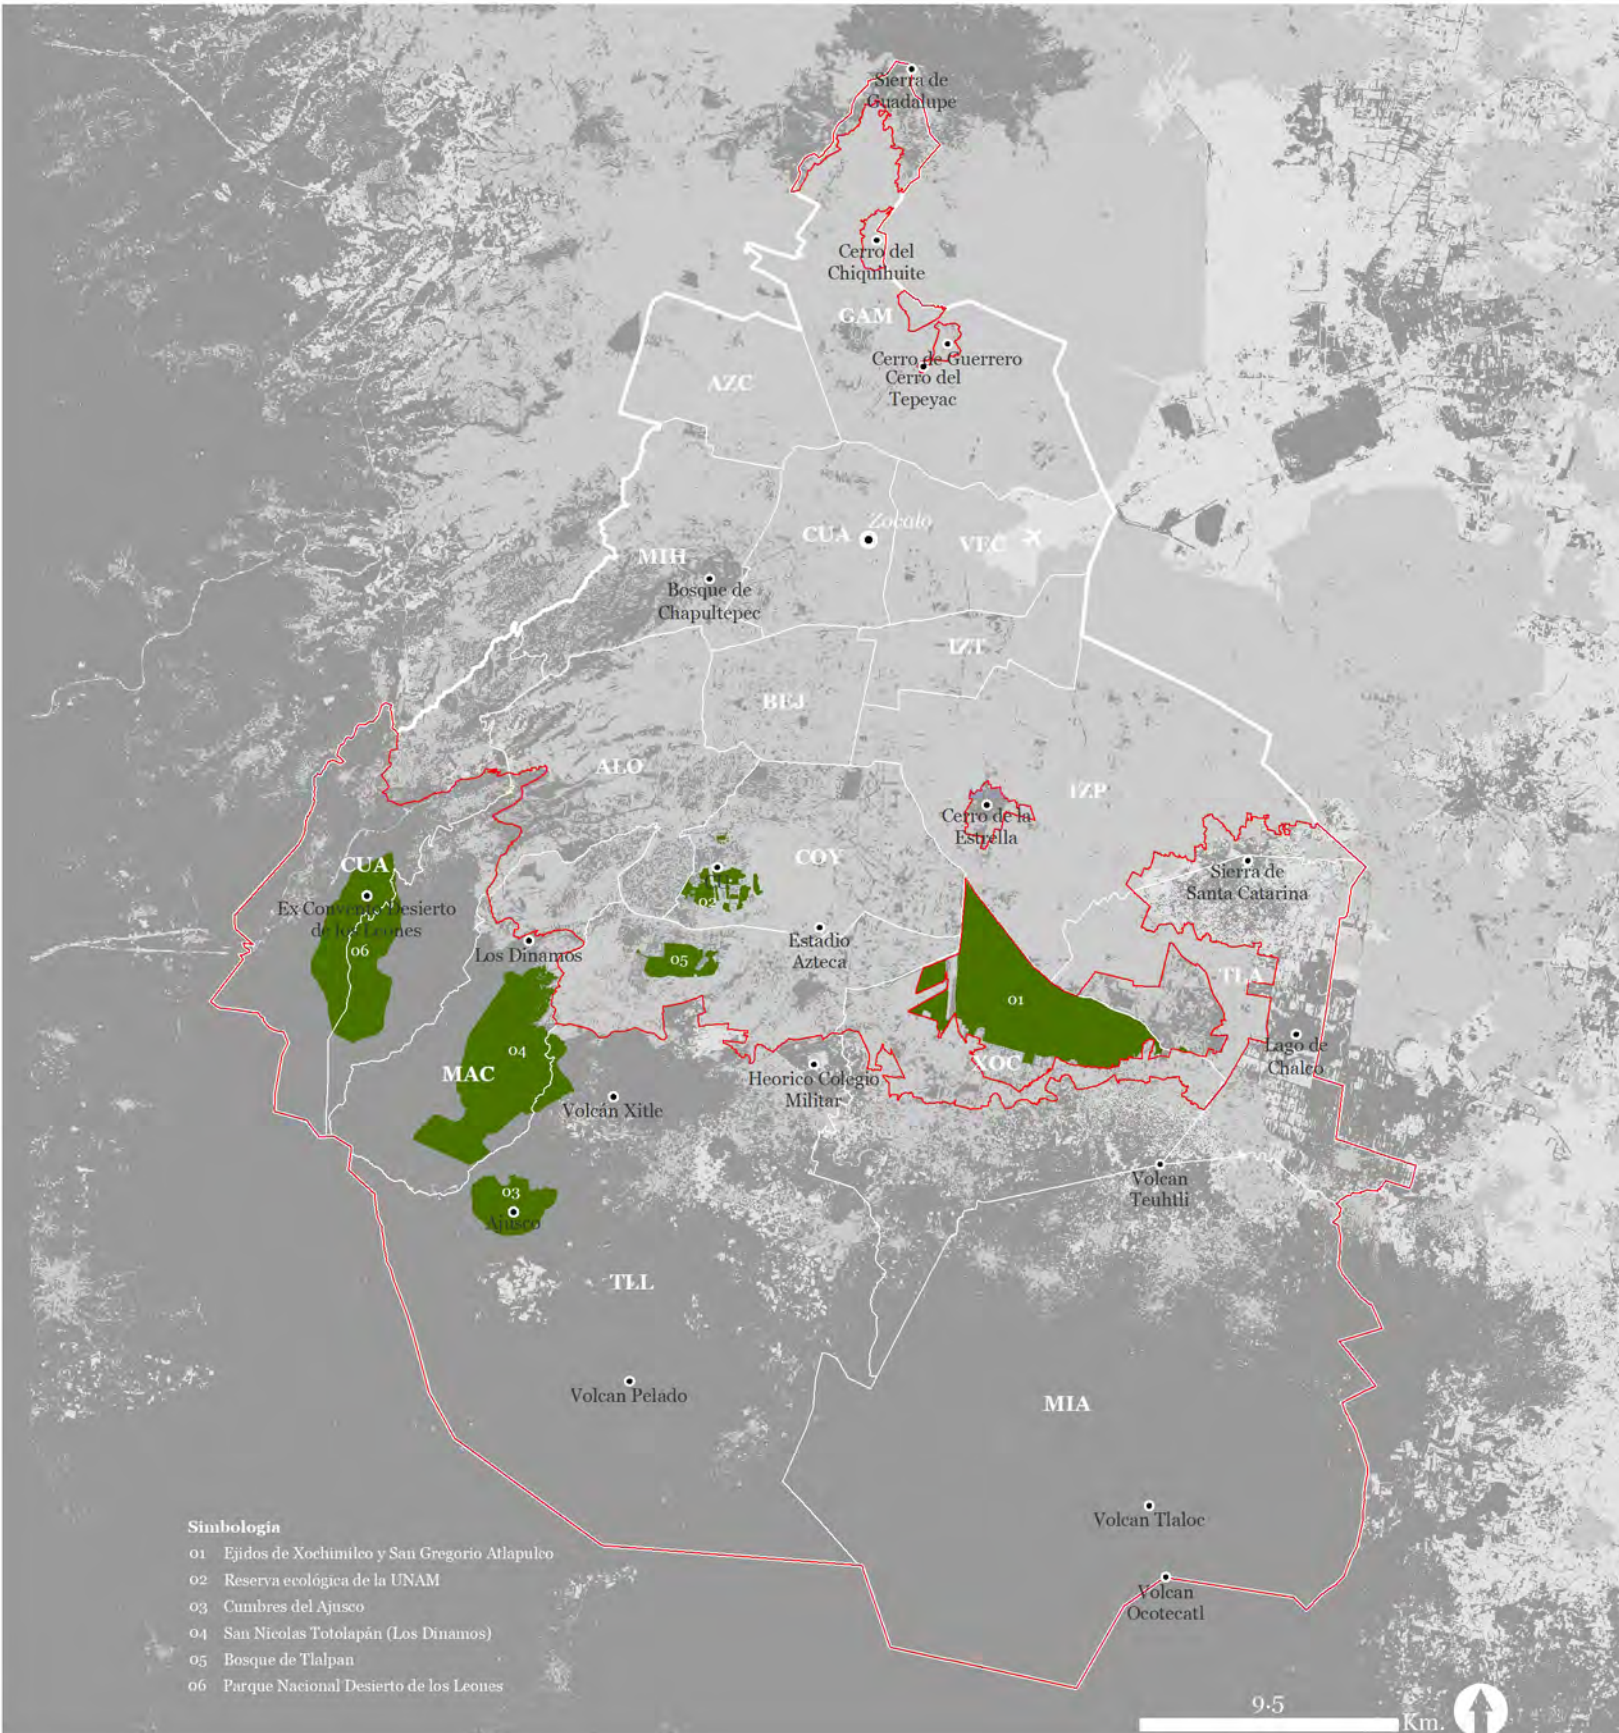 Sierra de
Guadalupe
Cerro del
Chiquihuite
GAM
Cerro de Guerrero
Cerro del
Tepeyac
AZC
Zocalo
CUA
VEC
MIH
Bosque de
Chapultepec
IZT
BEJ
ALO
IZP
Cerro de la
Estrella
COY
CUA
Sierra de
Santa Catarina
CU
02
Ex Convento Desierto
de los Leones
06
Los Dinamos
05
Estadio
Azteca
TLA
01
Lago de
Chalco
04
XOC
MAC
Heorico Colegio
Militar
Volcán Xitle
Volcan
Teuhtli
03
Ajusco
TLL
Volcan Pelado
MIA
Volcan Tlaloc
Volcan
Ocotecatl
Simbología
01 Ejidos de Xochimilco y San Gregorio Atlapulco
02 Reserva ecológica de la UNAM
03 Cumbres del Ajusco
04 San Nicolas Totolapán (Los Dinamos)
05 Bosque de Tlalpan
06 Parque Nacional Desierto de los Leones
9.5
Km.